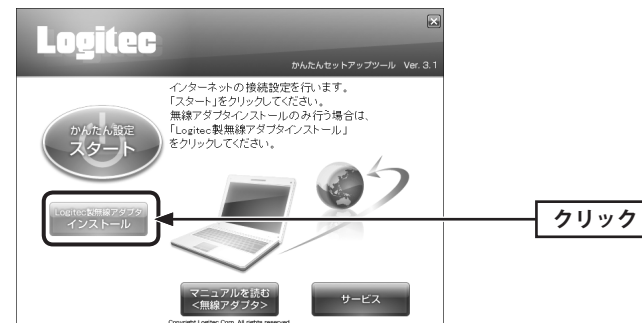 Logitec
かんたんセットアップツール Ver. 3.1
インターネットの接続設定を行います。
「スタート」をクリックしてください。
無線アダプタインストールのみ行う場合は、
「Logitec製無線アダプタインストール」
をクリックしてください。
かんたん設定
スタート
Logitec製無線アダプタ
インストール
クリック
マニュアルを読む
<無線アダプタ>
サービス
Copyright Logitec Corp. All rights reserved.